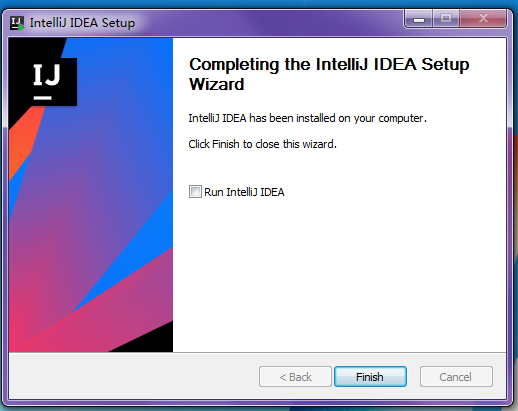 IntelliJ IDEA Setup
IJ
Completing the IntelliJ IDEA Setup
Wizard
IntelliJ IDEA has been installed on your computer.
Click Finish to close this wizard.
Run IntelliJ IDEA
< Back
Finish
Cancel